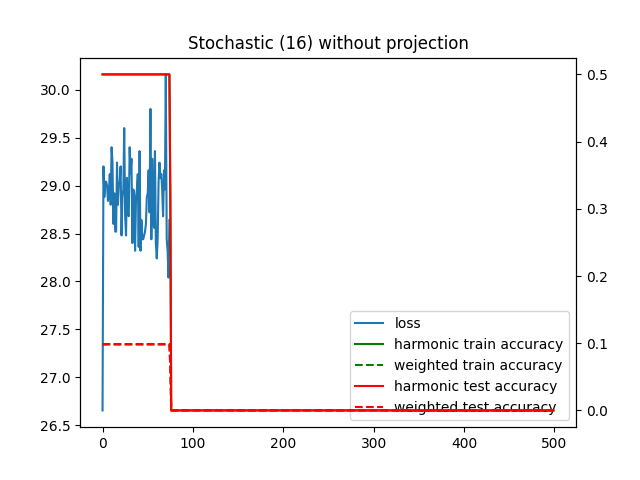 Stochastic (16) without projection
30.0
29.5
29.0
28.5
28.0
27.5
27.0
26.5
0.5
0.4
0.3
0.2
0.1
0.0
loss
harmonic train accuracy
weighted train accuracy
harmonic test accuracy
weighted test accuracy
0 100 200 300 400 500